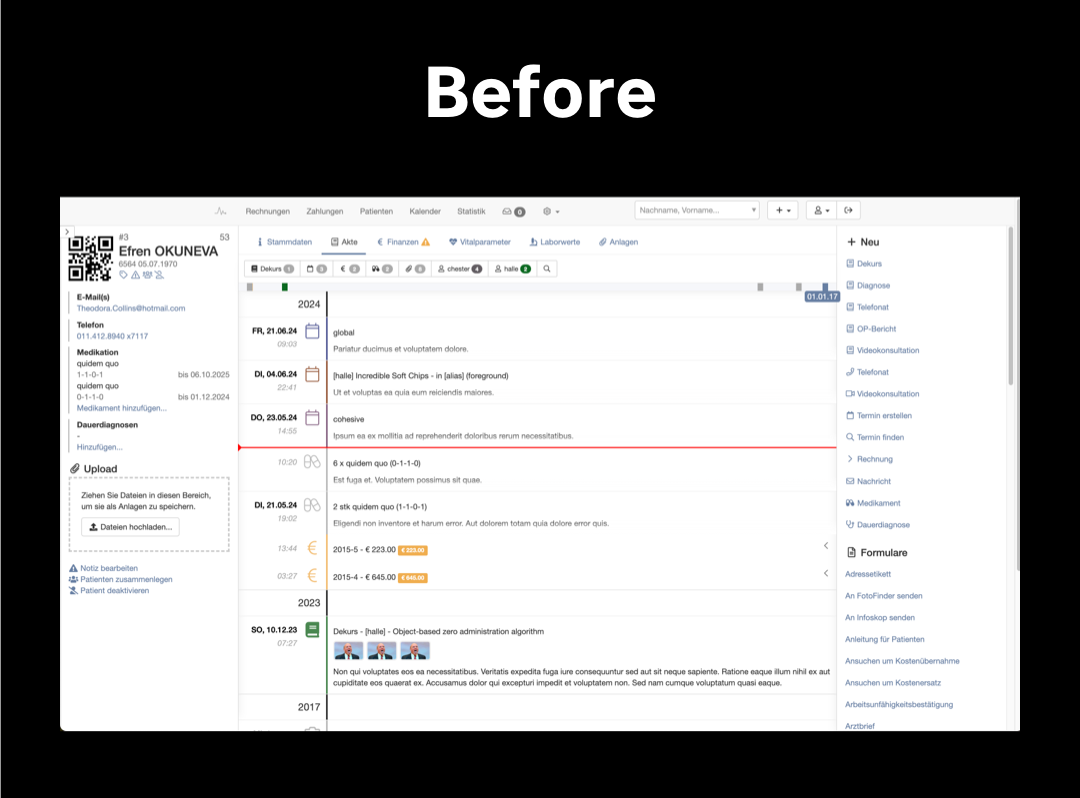 Before
Rechnungen Zahlungen Patienten Kalender Statistik 0
Nachname, Vorname...
#3 53
Efren OKUNEVA
6564 05.07.1970
E-Mail(s)
Theodora.Collins@hotmail.com
Telefon
011.412.8940 x7117
Medikation
quidem quo
1-1-0-1 bis 06.10.2025
quidem quo
0-1-1-0 bis 01.12.2024
Medikament hinzufügen...
Dauerdiagnosen
-
Hinzufügen...
Upload
Ziehen Sie Dateien in diesen Bereich,
um sie als Anlagen zu speichern.
Dateien hochladen...
Notiz bearbeiten
Patienten zusammenlegen
Patient deaktivieren
Stammdaten Akte € Finanzen Vitalparameter Laborwerte Anlagen
Dekurs € chester halle
01.01.17
2024
FR, 21.06.24 global
09:03 Pariatur ducimus et voluptatem dolore.
DI, 04.06.24 [halle] Incredible Soft Chips - in [alias] (foreground)
22:41 Ut et voluptas ea quia eum reiciendis maiores.
DO, 23.05.24 cohesive
14:55 Ipsum ea ex mollitia ad reprehenderit doloribus rerum necessitatibus.
10:20 6 x quidem quo (0-1-1-0)
Est fuga et. Voluptatem possimus sit quae.
DI, 21.05.24 2 stk quidem quo (1-1-0-1)
19:02 Eligendi non inventore et harum error. Aut dolorem totam quia dolore error quis.
13:44 € 2015-5 - € 223.00 € 223.00
03:27 € 2015-4 - € 645.00 € 645.00
2023
SO, 10.12.23 Dekurs - [halle] - Object-based zero administration algorithm
07:27
Non qui voluptates eos ea necessitatibus. Veritatis expedita fuga iure consequuntur sed aut sit neque sapiente. Ratione eaque illum nihil ex aut
cupiditate eos quaerat ex. Accusamus dolor qui excepturi impedit et voluptatem non. Sed nam cumque voluptatum quasi eaque.
2017
+ Neu
Dekurs
Diagnose
Telefonat
OP-Bericht
Videokonsultation
Telefonat
Videokonsultation
Termin erstellen
Termin finden
Rechnung
Nachricht
Medikament
Dauerdiagnose
Formulare
Adressetikett
An FotoFinder senden
An Infoskop senden
Anleitung für Patienten
Ansuchen um Kostenübernahme
Ansuchen um Kostenersatz
Arbeitsunfähigkeitsbestätigung
Arztbrief